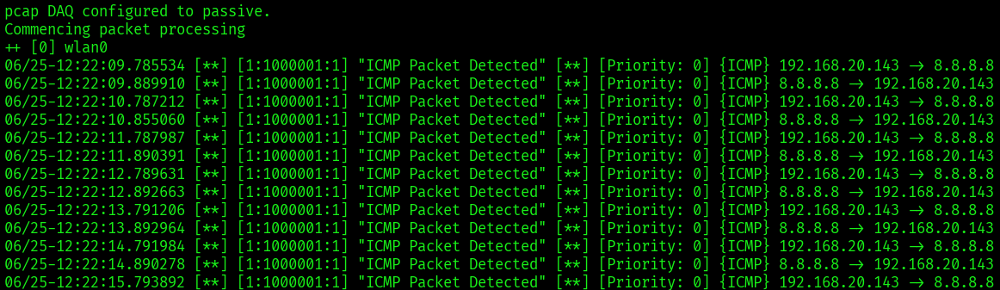 pcap DAQ configured to passive.
Commencing packet processing
++ [0] wlan0
06/25-12:22:09.785534 [**] [1:1000001:1] "ICMP Packet Detected" [**] [Priority: 0] {ICMP} 192.168.20.143 -> 8.8.8.8
06/25-12:22:09.889910 [**] [1:1000001:1] "ICMP Packet Detected" [**] [Priority: 0] {ICMP} 8.8.8.8 -> 192.168.20.143
06/25-12:22:10.787212 [**] [1:1000001:1] "ICMP Packet Detected" [**] [Priority: 0] {ICMP} 192.168.20.143 -> 8.8.8.8
06/25-12:22:10.855060 [**] [1:1000001:1] "ICMP Packet Detected" [**] [Priority: 0] {ICMP} 8.8.8.8 -> 192.168.20.143
06/25-12:22:11.787987 [**] [1:1000001:1] "ICMP Packet Detected" [**] [Priority: 0] {ICMP} 192.168.20.143 -> 8.8.8.8
06/25-12:22:11.890391 [**] [1:1000001:1] "ICMP Packet Detected" [**] [Priority: 0] {ICMP} 8.8.8.8 -> 192.168.20.143
06/25-12:22:12.789631 [**] [1:1000001:1] "ICMP Packet Detected" [**] [Priority: 0] {ICMP} 192.168.20.143 -> 8.8.8.8
06/25-12:22:12.892663 [**] [1:1000001:1] "ICMP Packet Detected" [**] [Priority: 0] {ICMP} 8.8.8.8 -> 192.168.20.143
06/25-12:22:13.791206 [**] [1:1000001:1] "ICMP Packet Detected" [**] [Priority: 0] {ICMP} 192.168.20.143 -> 8.8.8.8
06/25-12:22:13.892964 [**] [1:1000001:1] "ICMP Packet Detected" [**] [Priority: 0] {ICMP} 8.8.8.8 -> 192.168.20.143
06/25-12:22:14.791984 [**] [1:1000001:1] "ICMP Packet Detected" [**] [Priority: 0] {ICMP} 192.168.20.143 -> 8.8.8.8
06/25-12:22:14.890278 [**] [1:1000001:1] "ICMP Packet Detected" [**] [Priority: 0] {ICMP} 8.8.8.8 -> 192.168.20.143
06/25-12:22:15.793892 [**] [1:1000001:1] "ICMP Packet Detected" [**] [Priority: 0] {ICMP} 192.168.20.143 -> 8.8.8.8